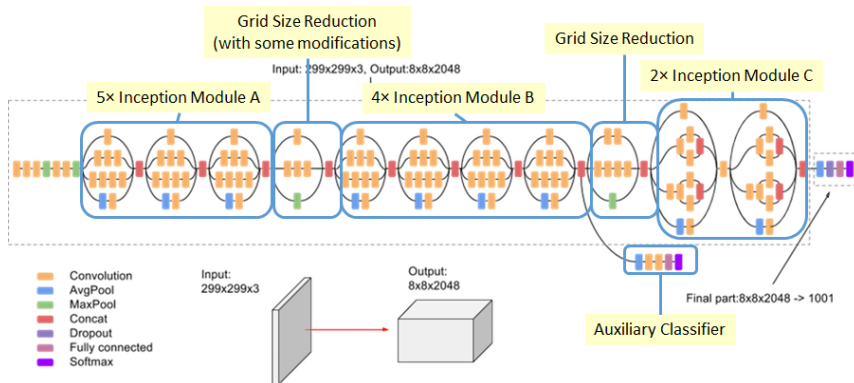 Grid Size Reduction
(with some modifications)
Grid Size Reduction
Input: 299x299x3, Output:8x8x2048
2× Inception Module C
5× Inception Module A
4× Inception Module B
Convolution
AvgPool
MaxPool
Concat
Dropout
Fully connected
Softmax
Input:
299x299x3
Output:
8x8x2048
Final part:8x8x2048 -> 1001
Auxiliary Classifier